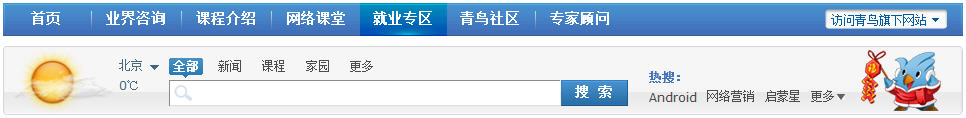 首页 业界咨询 课程介绍 网络课堂 就业专区 青鸟社区 专家顾问 访问青鸟旗下网站
北京 全部 新闻 课程 家园 更多
0℃ 搜 索
热搜：
Android 网络营销 启蒙星 更多